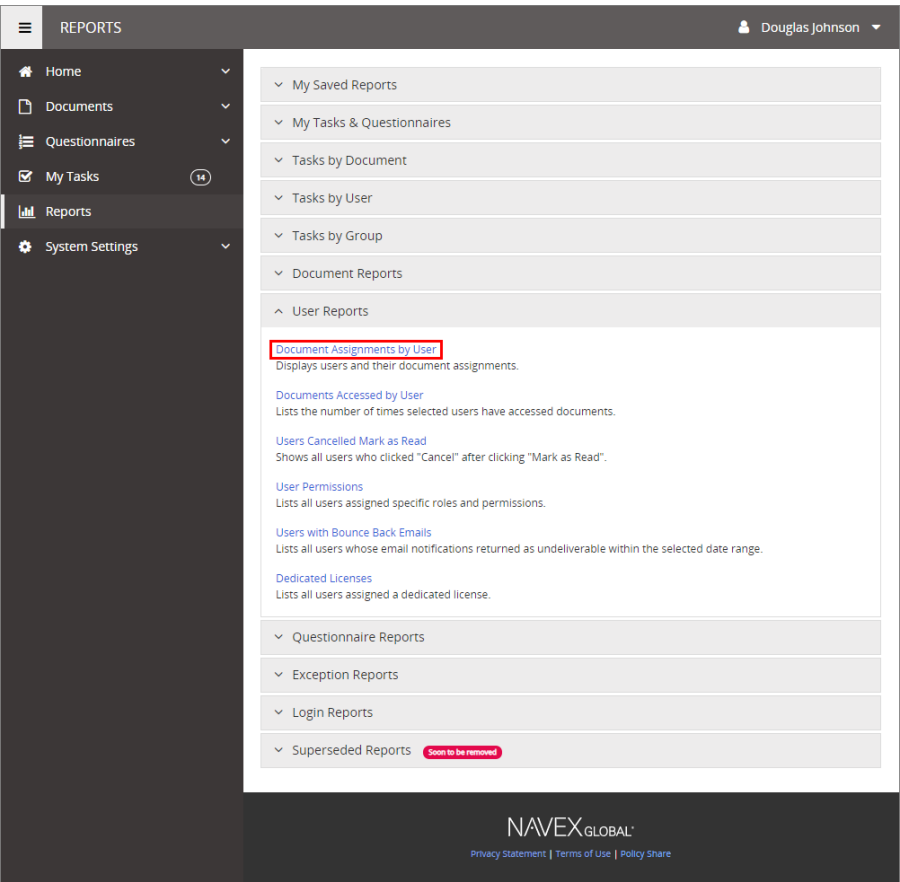 REPORTS
Douglas Johnson
Home
Documents
Questionnaires
My Tasks 14
Reports
System Settings
My Saved Reports
My Tasks & Questionnaires
Tasks by Document
Tasks by User
Tasks by Group
Document Reports
User Reports
Document Assignments by User
Displays users and their document assignments.
Documents Accessed by User
Lists the number of times selected users have accessed documents.
Users Cancelled Mark as Read
Shows all users who clicked "Cancel" after clicking "Mark as Read".
User Permissions
Lists all users assigned specific roles and permissions.
Users with Bounce Back Emails
Lists all users whose email notifications returned as undeliverable within the selected date range.
Dedicated Licenses
Lists all users assigned a dedicated license.
Questionnaire Reports
Exception Reports
Login Reports
Superseded Reports Soon to be removed
NAVEX GLOBAL
Privacy Statement | Terms of Use | Policy Share